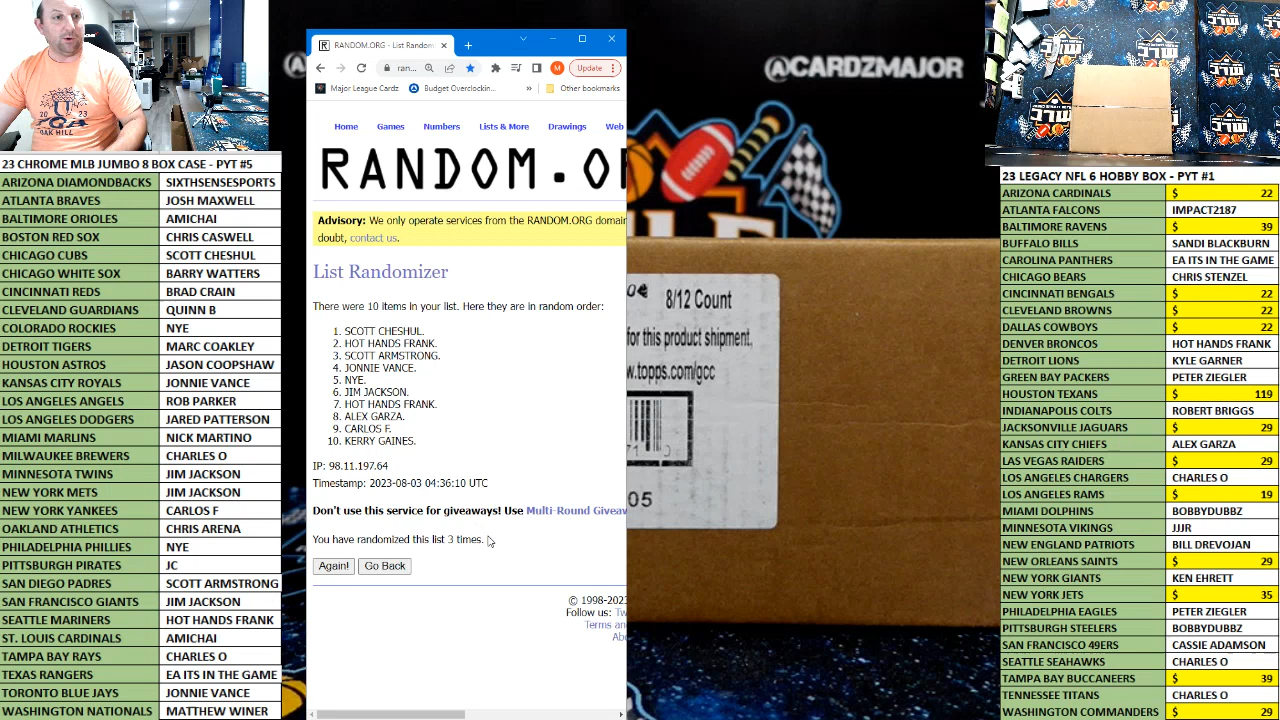 RANDOM.ORG - List Random
ran...
Update
Major League Cardz
Budget Overclockin...
»
Other bookmarks
Home
Games
Numbers
Lists & More
Drawings
Web
RANDOM.O
Advisory: We only operate services from the RANDOM.ORG domain
doubt, contact us.
List Randomizer
There were 10 items in your list. Here they are in random order:
1. SCOTT CHESHUL.
2. HOT HANDS FRANK.
3. SCOTT ARMSTRONG.
4. JONNIE VANCE.
5. NYE.
6. JIM JACKSON.
7. HOT HANDS FRANK.
8. ALEX GARZA.
9. CARLOS F.
10. KERRY GAINES.
IP: 98.11.197.64
Timestamp: 2023-08-03 04:36:10 UTC
Don't use this service for giveaways! Use Multi-Round Giveaw
You have randomized this list 3 times.
Again!
Go Back
© 1998-2023
Follow us: Tw
Terms an
Abo
23 CHROME MLB JUMBO 8 BOX CASE - PYT #5
ARIZONA DIAMONDBACKS SIXTHSENSESPORTS
ATLANTA BRAVES JOSH MAXWELL
BALTIMORE ORIOLES AMICHAI
BOSTON RED SOX CHRIS CASWELL
CHICAGO CUBS SCOTT CHESHUL
CHICAGO WHITE SOX BARRY WATTERS
CINCINNATI REDS BRAD CRAIN
CLEVELAND GUARDIANS QUINN B
COLORADO ROCKIES NYE
DETROIT TIGERS MARC COAKLEY
HOUSTON ASTROS JASON COOPSHAW
KANSAS CITY ROYALS JONNIE VANCE
LOS ANGELES ANGELS ROB PARKER
LOS ANGELES DODGERS JARED PATTERSON
MIAMI MARLINS NICK MARTINO
MILWAUKEE BREWERS CHARLES O
MINNESOTA TWINS JIM JACKSON
NEW YORK METS JIM JACKSON
NEW YORK YANKEES CARLOS F
OAKLAND ATHLETICS CHRIS ARENA
PHILADELPHIA PHILLIES NYE
PITTSBURGH PIRATES JC
SAN DIEGO PADRES SCOTT ARMSTRONG
SAN FRANCISCO GIANTS JIM JACKSON
SEATTLE MARINERS HOT HANDS FRANK
ST. LOUIS CARDINALS AMICHAI
TAMPA BAY RAYS CHARLES O
TEXAS RANGERS EA ITS IN THE GAME
TORONTO BLUE JAYS JONNIE VANCE
WASHINGTON NATIONALS MATTHEW WINER
@CARDZMAJOR
8/12 Count
for this product shipment,
w.topps.com/gcc
05
23 LEGACY NFL 6 HOBBY BOX - PYT #1
ARIZONA CARDINALS $ 22
ATLANTA FALCONS IMPACT2187
BALTIMORE RAVENS $ 39
BUFFALO BILLS SANDI BLACKBURN
CAROLINA PANTHERS EA ITS IN THE GAME
CHICAGO BEARS CHRIS STENZEL
CINCINNATI BENGALS $ 22
CLEVELAND BROWNS $ 22
DALLAS COWBOYS $ 22
DENVER BRONCOS HOT HANDS FRANK
DETROIT LIONS KYLE GARNER
GREEN BAY PACKERS PETER ZIEGLER
HOUSTON TEXANS $ 119
INDIANAPOLIS COLTS ROBERT BRIGGS
JACKSONVILLE JAGUARS $ 29
KANSAS CITY CHIEFS ALEX GARZA
LAS VEGAS RAIDERS $ 29
LOS ANGELES CHARGERS CHARLES O
LOS ANGELES RAMS $ 19
MIAMI DOLPHINS BOBBYDUBBZ
MINNESOTA VIKINGS JJJR
NEW ENGLAND PATRIOTS BILL DREVOJAN
NEW ORLEANS SAINTS $ 29
NEW YORK GIANTS KEN EHRETT
NEW YORK JETS $ 35
PHILADELPHIA EAGLES PETER ZIEGLER
PITTSBURGH STEELERS BOBBYDUBBZ
SAN FRANCISCO 49ERS CASSIE ADAMSON
SEATTLE SEAHAWKS CHARLES O
TAMPA BAY BUCCANEERS $ 39
TENNESSEE TITANS CHARLES O
WASHINGTON COMMANDERS $ 29